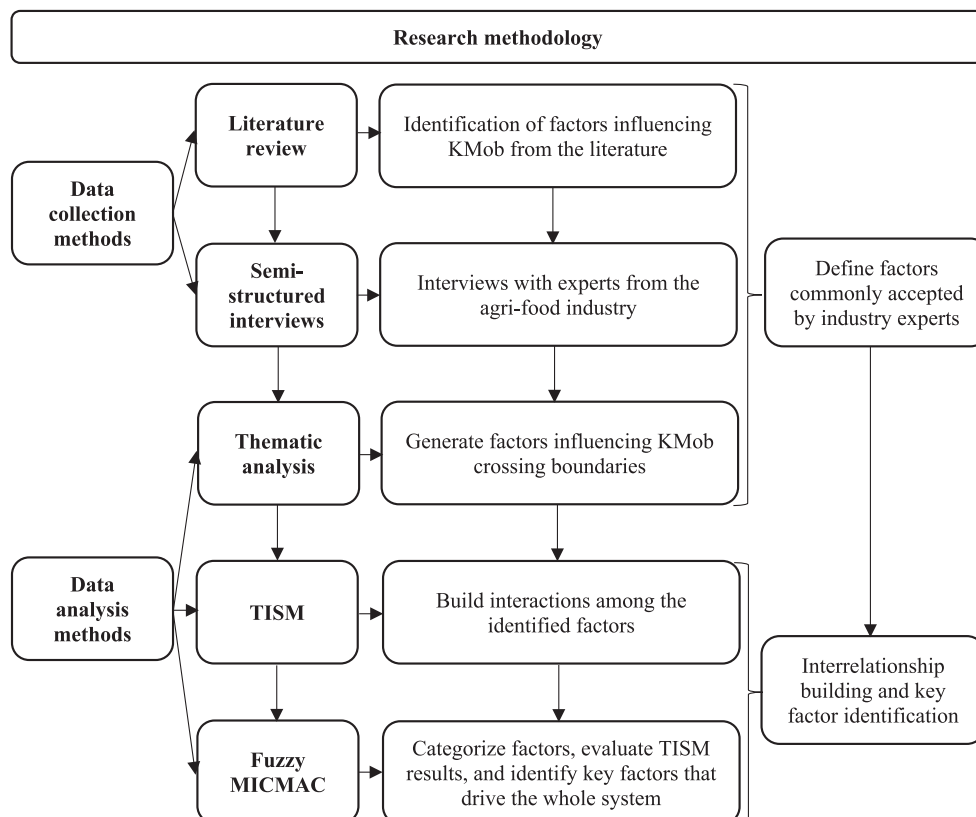 Research methodology
Literature
review
Identification of factors influencing
KMob from the literature
Data
collection
methods
Semi-
structured
interviews
Interviews with experts from the
agri-food industry
Define factors
commonly accepted
by industry experts
Thematic
analysis
Generate factors influencing KMob
crossing boundaries
Data
analysis
methods
TISM
Build interactions among the
identified factors
Interrelationship
building and key
factor identification
Fuzzy
MICMAC
Categorize factors, evaluate TISM
results, and identify key factors that
drive the whole system